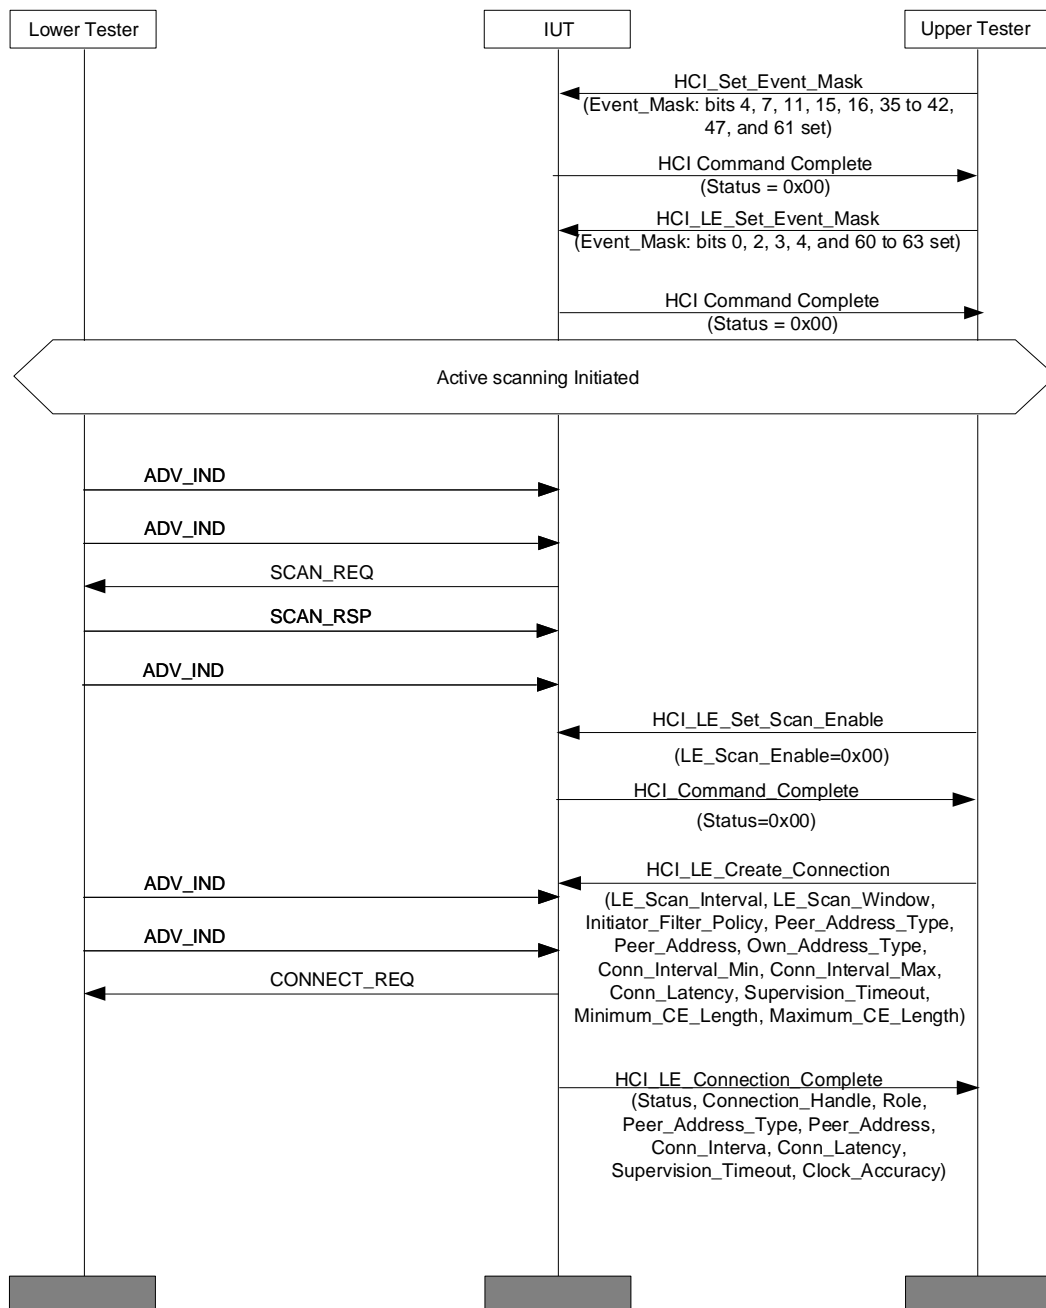 Lower Tester
IUT
Upper Tester
HCI_Set_Event_Mask
(Event_Mask: bits 4, 7, 11, 15, 16, 35 to 42,
47, and 61 set)
HCI Command Complete
(Status = 0x00)
HCI_LE_Set_Event_Mask
(Event_Mask: bits 0, 2, 3, 4, and 60 to 63 set)
HCI Command Complete
(Status = 0x00)
Active scanning Initiated
ADV_IND
ADV_IND
SCAN_REQ
SCAN_RSP
ADV_IND
HCI_LE_Set_Scan_Enable
(LE_Scan_Enable=0x00)
HCI_Command_Complete
(Status=0x00)
HCI_LE_Create_Connection
ADV_IND
(LE_Scan_Interval, LE_Scan_Window,
Initiator_Filter_Policy, Peer_Address_Type,
ADV_IND
Peer_Address, Own_Address_Type,
Conn_Interval_Min, Conn_Interval_Max,
CONNECT_REQ
Conn_Latency, Supervision_Timeout,
Minimum_CE_Length, Maximum_CE_Length)
HCI_LE_Connection_Complete
(Status, Connection_Handle, Role,
Peer_Address_Type, Peer_Address,
Conn_Interva, Conn_Latency,
Supervision_Timeout, Clock_Accuracy)